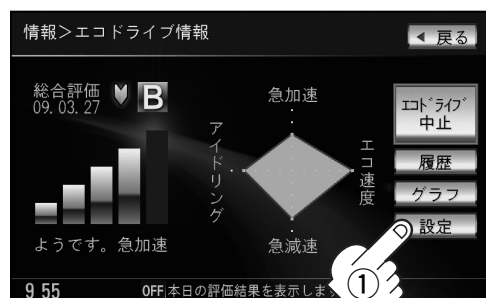 情報>エコドライブ情報
◀ 戻る
総合評価
09.03.27
B
急加速
アイドリング
エコ速度
急減速
ようです。急加速
エコドライブ
中止
履歴
グラフ
設定
①
9 55
OFF 本日の評価結果を表示しま